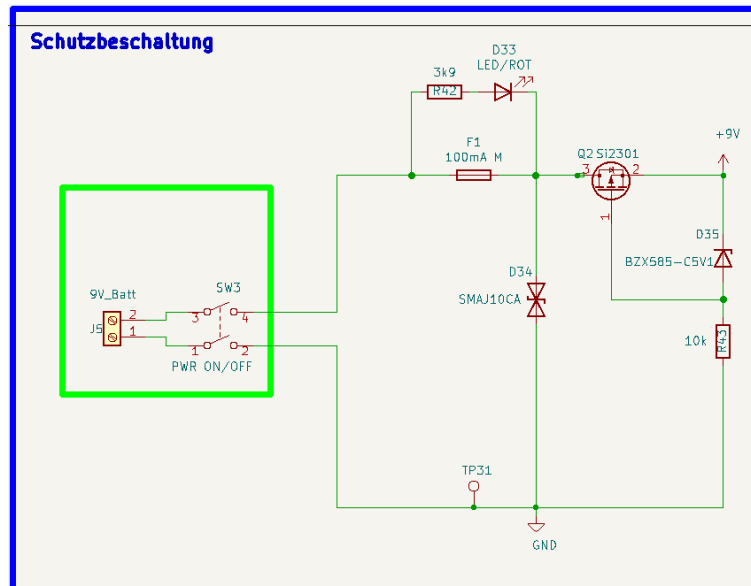 Schutzbeschaltung
D33
LED/ROT
3k9
R42
F1
100mA M
Q2 Si2301
3
2
1
+9V
D35
BZX585-C5V1
D34
SMAJ10CA
9V_Batt
SW3
2
3
4
J5
1
1
2
PWR ON/OFF
10k
R43
TP31
GND